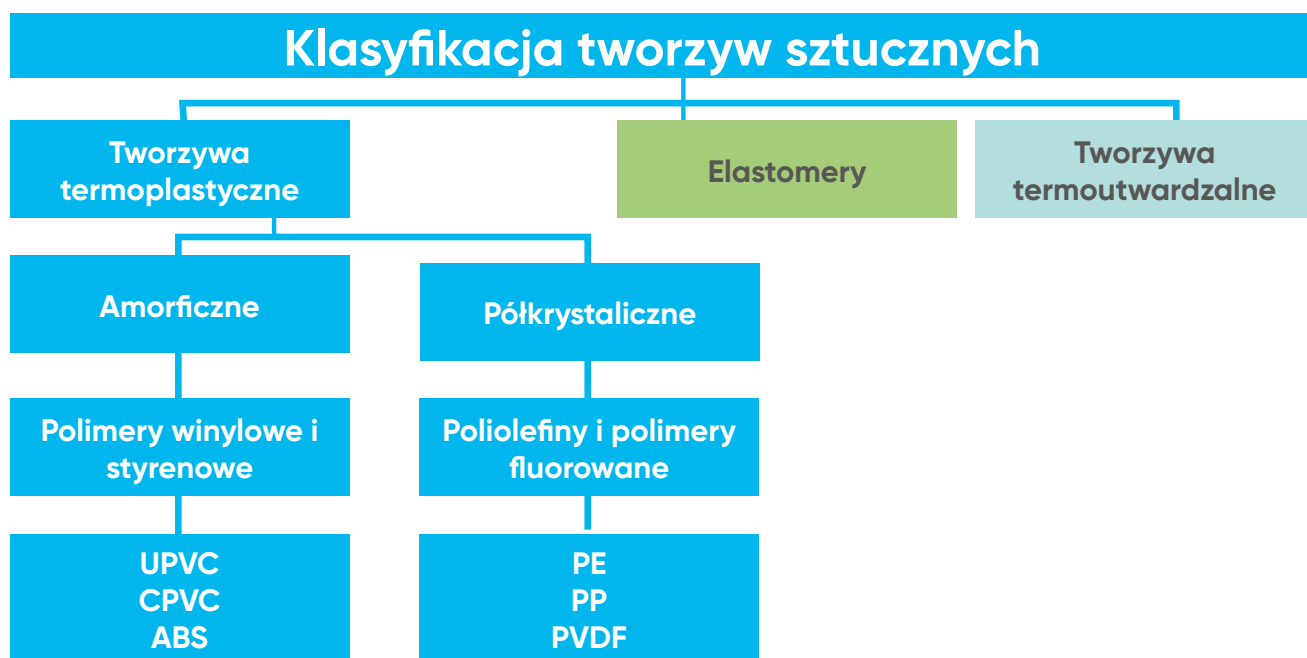 Klasyfikacja tworzyw sztucznych
Tworzywa
termoplastyczne
Elastomery
Tworzywa
termoutwardzalne
Amorficzne
Półkrystaliczne
Polimery winylowe i
styrenowe
Poliolefiny i polimery
fluorowane
UPVC
CPVC
ABS
PE
PP
PVDF